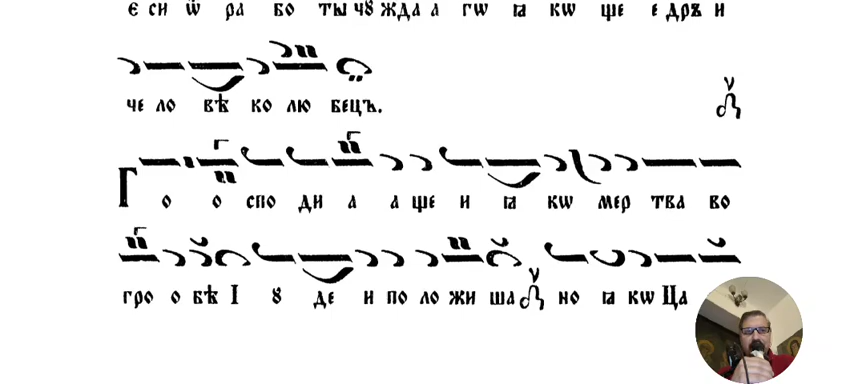 є си ѿ ра бо ты чꙋ жда а гѡ ꙗ кѡ ще е дръ и
че ло вѣ ко лю бецъ.
Г о о спо ди а а ще и ꙗ кѡ мер тва во
гро о бѣ І ꙋ де и по ло жи ша но ꙗ кѡ Ца